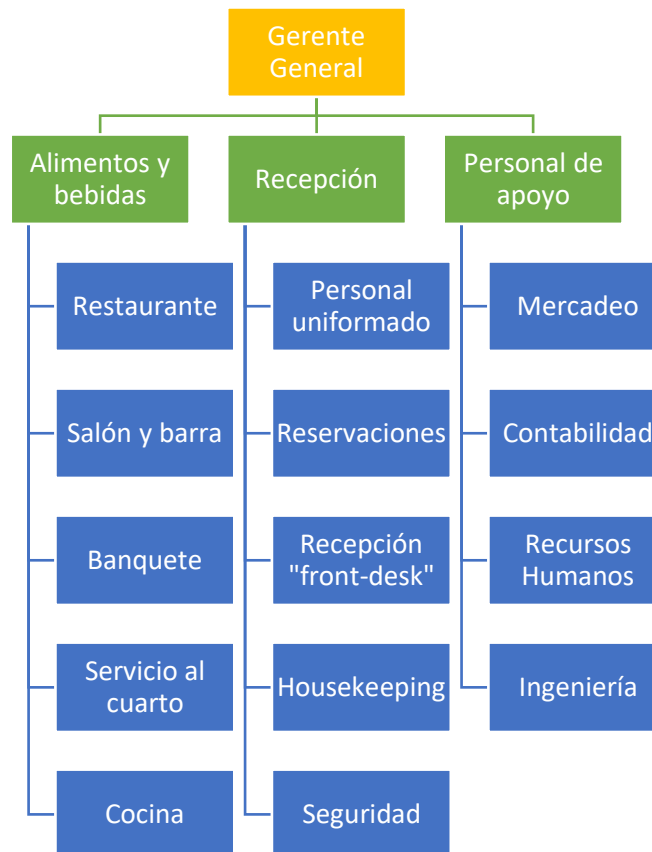 Gerente
General
Alimentos y
bebidas
Recepción
Personal de
apoyo
Restaurante
Personal
uniformado
Mercadeo
Salón y barra
Reservaciones
Contabilidad
Banquete
Recepción
"front-desk"
Recursos
Humanos
Servicio al
cuarto
Housekeeping
Ingeniería
Cocina
Seguridad